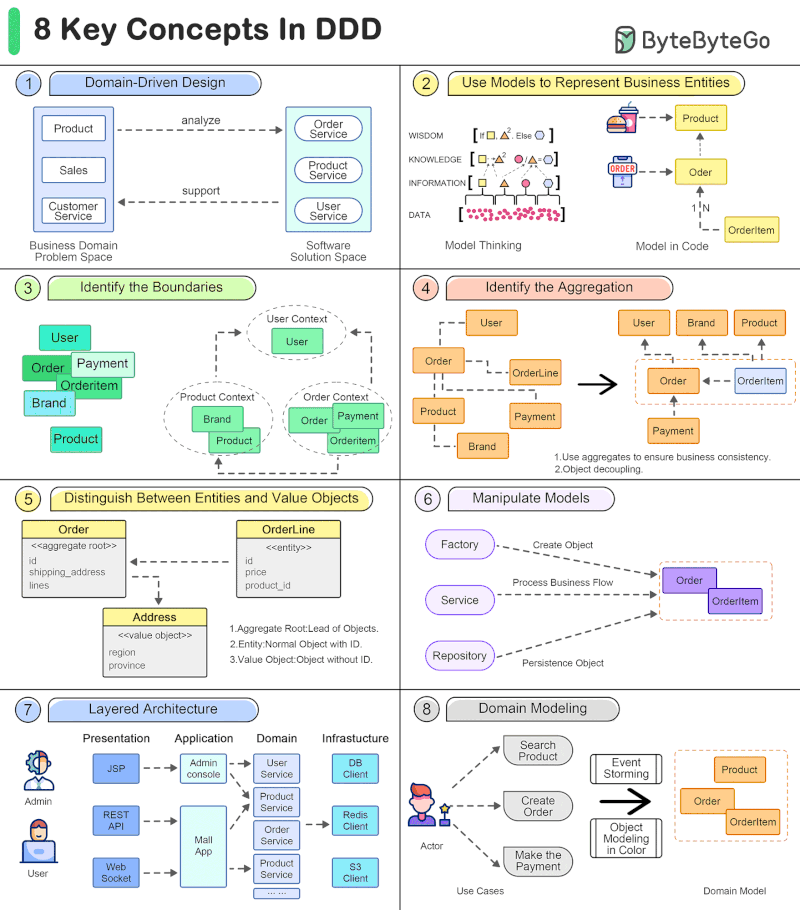 8 Key Concepts In DDD
ByteByteGo
1
Domain-Driven Design
Product
Sales
Customer
Service
analyze
support
Order
Service
Product
Service
User
Service
Business Domain
Problem Space
Software
Solution Space
2
Use Models to Represent Business Entities
WISDOM
[If , 2. Else ]
KNOWLEDGE
[ 2 / = ]
INFORMATION
[ ]
DATA
[ ]
Model Thinking
ORDER
Product
Oder
1 N
OrderItem
Model in Code
3
Identify the Boundaries
User
Order
Payment
Orderitem
Brand
Product
User Context
User
Product Context
Brand
Product
Order Context
Order
Payment
Orderitem
4
Identify the Aggregation
User
Order
OrderLine
Product
Payment
Brand
User
Brand
Product
Order
OrderItem
Payment
1.Use aggregates to ensure business consistency.
2.Object decoupling.
5
Distinguish Between Entities and Value Objects
Order
<<aggregate root>>
id
shipping_address
lines
OrderLine
<<entity>>
id
price
product_id
Address
<<value object>>
region
province
1.Aggregate Root:Lead of Objects.
2.Entity:Normal Object with ID.
3.Value Object:Object without ID.
6
Manipulate Models
Factory
Service
Repository
Create Object
Process Business Flow
Persistence Object
Order
OrderItem
7
Layered Architecture
Presentation
Application
Domain
Infrastucture
Admin
User
JSP
REST
API
Web
Socket
Admin
console
Mall
App
User
Service
Product
Service
Order
Service
Product
Service
... ...
DB
Client
Redis
Client
S3
Client
8
Domain Modeling
Actor
Search
Product
Create
Order
Make the
Payment
Use Cases
Event
Storming
Object
Modeling
in Color
Product
Order
OrderItem
Domain Model